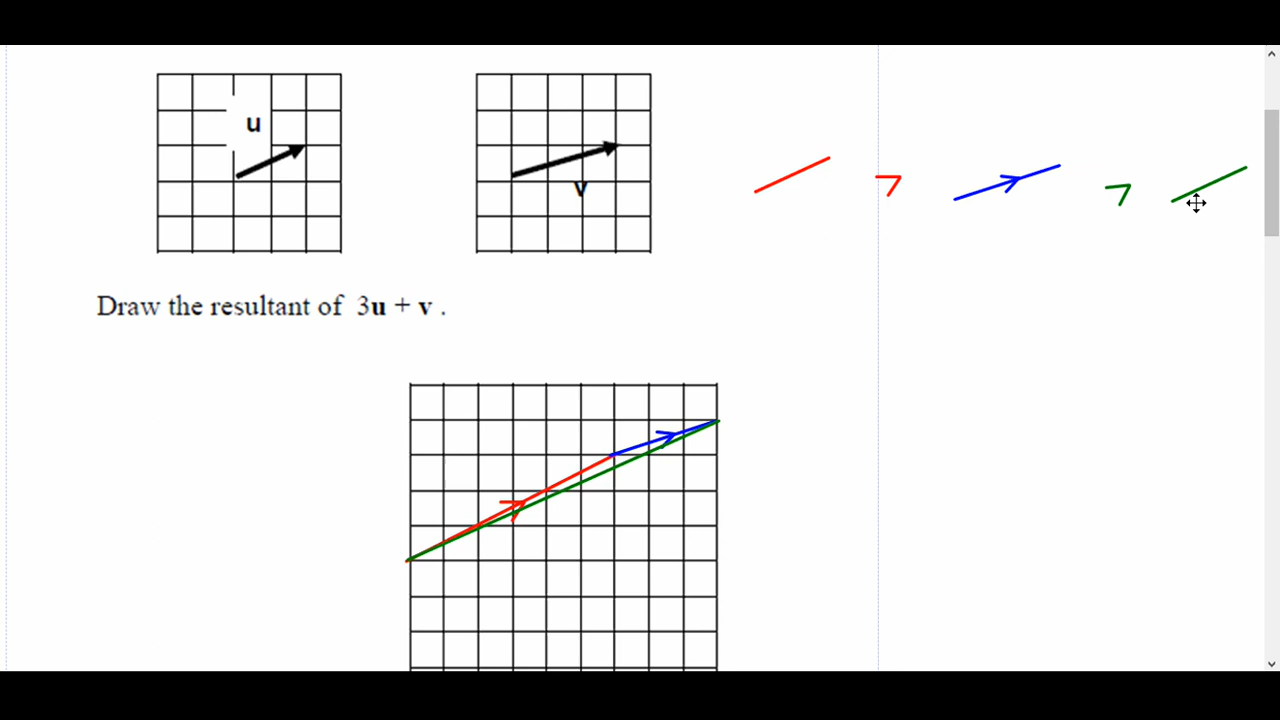 u
v
Draw the resultant of 3u + v .